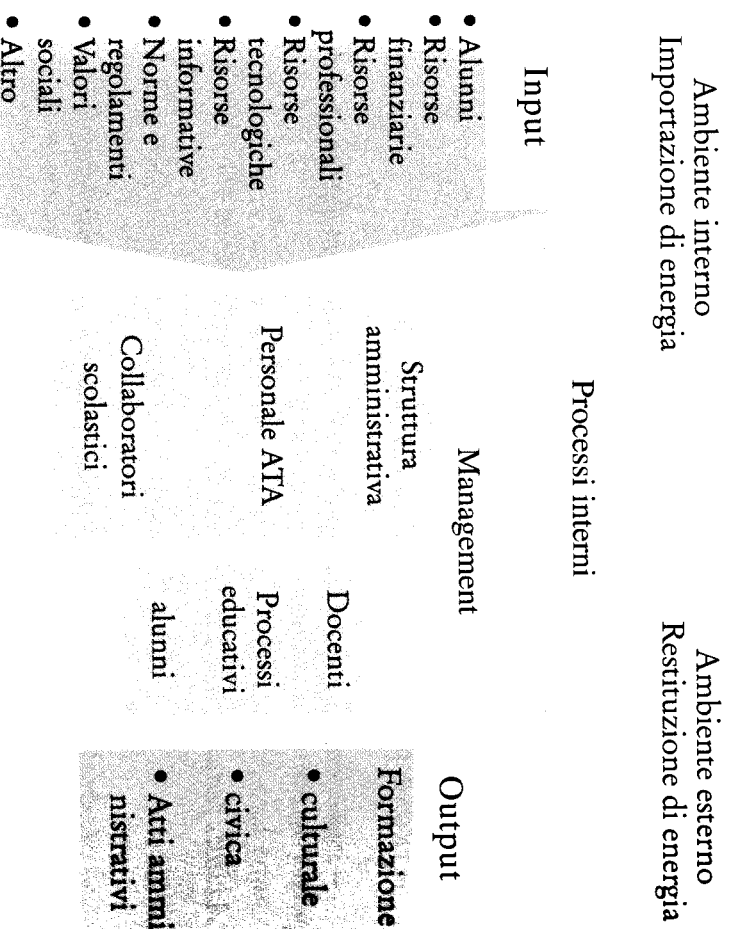 Ambiente interno
Importazione di energia
Ambiente esterno
Restituzione di energia
Processi interni
Input
• Alunni
• Risorse
finanziarie
• Risorse
professionali
• Risorse
tecnologiche
• Risorse
informative
• Norme e
regolamenti
• Valori
sociali
• Altro
Management
Struttura
amministrativa
Personale ATA
Collaboratori
scolastici
Docenti
Processi
educativi
alunni
Output
Formazione
• culturale
• civica
• Atti ammi
nistrativi